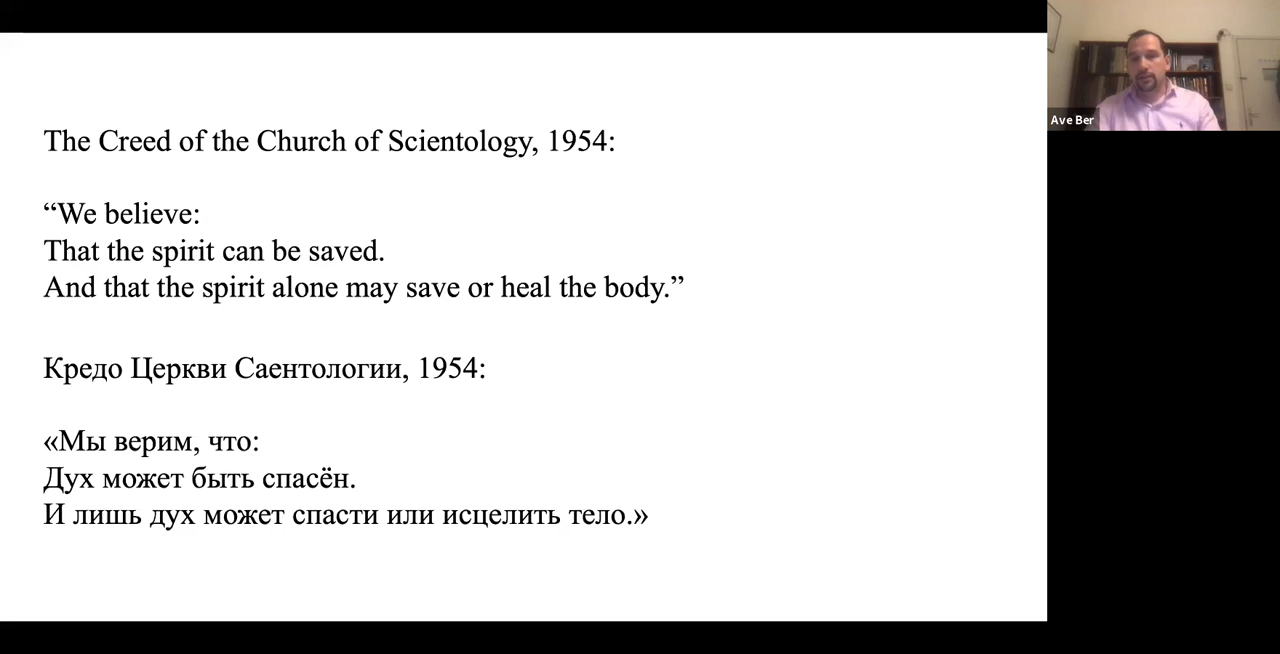 The Creed of the Church of Scientology, 1954:
“We believe:
That the spirit can be saved.
And that the spirit alone may save or heal the body.”
Кредо Церкви Саентологии, 1954:
«Мы верим, что:
Дух может быть спасён.
И лишь дух может спасти или исцелить тело.»
Ave Ber